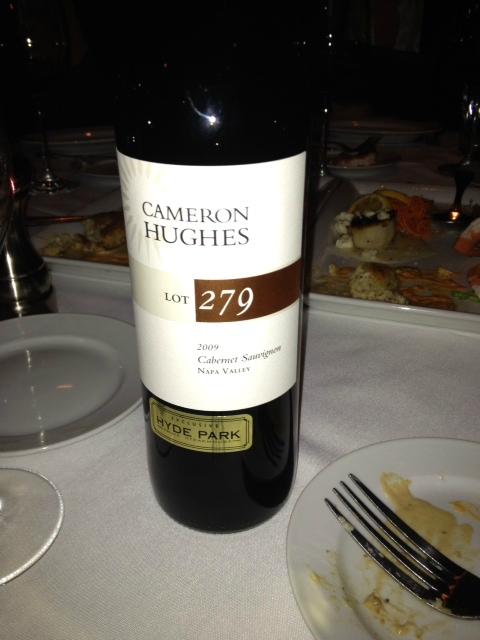 CAMERON
HUGHES
LOT 279
2009
Cabernet Sauvignon
NAPA VALLEY
EXCLUSIVE
HYDE PARK